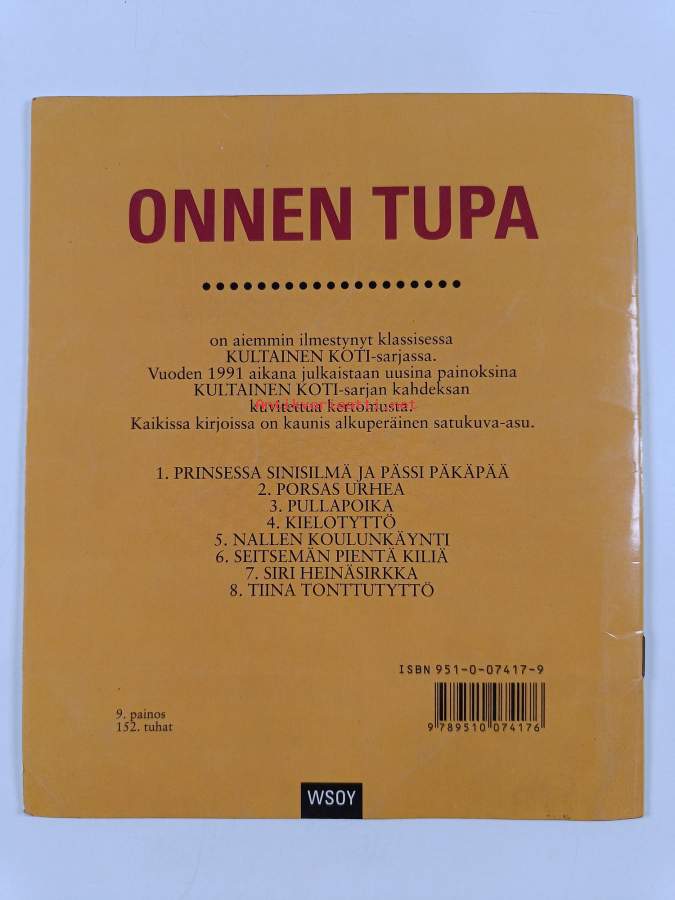 ONNEN TUPA
on aiemmin ilmestynyt klassisessa
KULTAINEN KOTI-sarjassa.
Vuoden 1991 aikana julkaistaan uusina painoksina
KULTAINEN KOTI-sarjan kahdeksan
kuvitettua kertomusta.
Kaikissa kirjoissa on kaunis alkuperäinen satukuva-asu.
1. PRINSESSA SINISILMÄ JA PÄSSI PÄKÄPÄÄ
2. PORSAS URHEA
3. PULLAPOIKA
4. KIELOTYTTÖ
5. NALLEN KOULUNKÄYNTI
6. SEITSEMÄN PIENTÄ KILIÄ
7. SIRI HEINÄSIRKKA
8. TIINA TONTTUTYTTÖ
ISBN 951-0-07417-9
9 789510 074176
9. painos
152. tuhat
WSOY